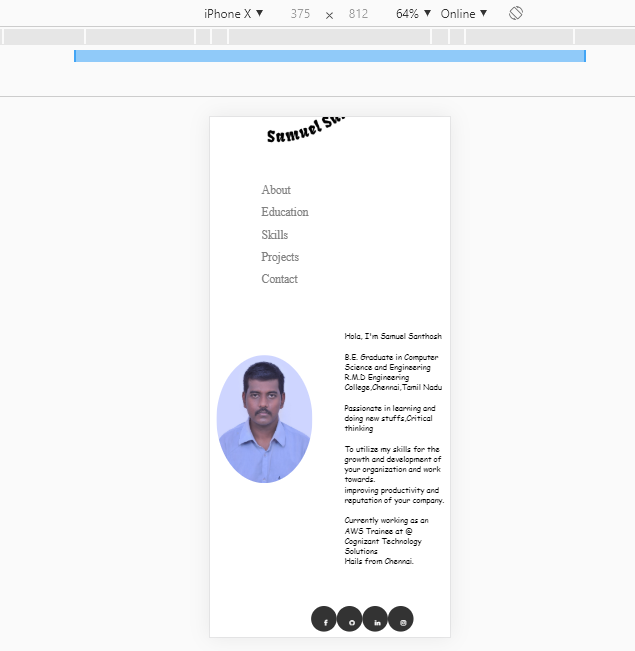 iPhone X ▼ 375 × 812 64% ▼ Online ▼
Samuel
About
Education
Skills
Projects
Contact
Hola, I'm Samuel Santhosh
B.E. Graduate in Computer
Science and Engineering
R.M.D Engineering
College,Chennai,Tamil Nadu
Passionate in learning and
doing new stuffs,Critical
thinking
To utilize my skills for the
growth and development of
your organization and work
towards.
improving productivity and
reputation of your company.
Currently working as an
AWS Trainee at @
Cognizant Technology
Solutions
Hails from Chennai.